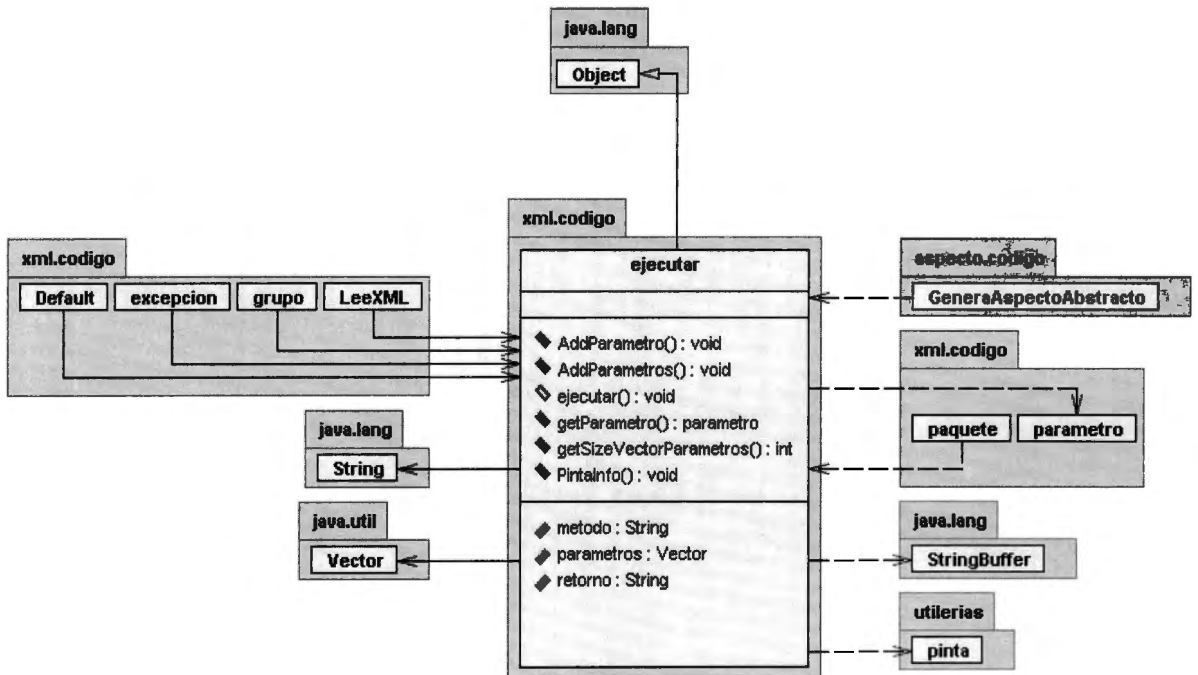 java.lang
Object
xml.codigo
Default
excepcion
grupo
LeeXML
java.lang
String
java.util
Vector
xml.codigo
ejecutar
AddParametro() : void
AddParametros() : void
ejecutar() : void
getParametro() : parametro
getSizeVectorParametros() : int
PintaInfo() : void
metodo : String
parametros : Vector
retorno : String
aspecto.codigo
GeneraAspectoAbstracto
xml.codigo
paquete
parametro
java.lang
StringBuffer
utilerias
pinta